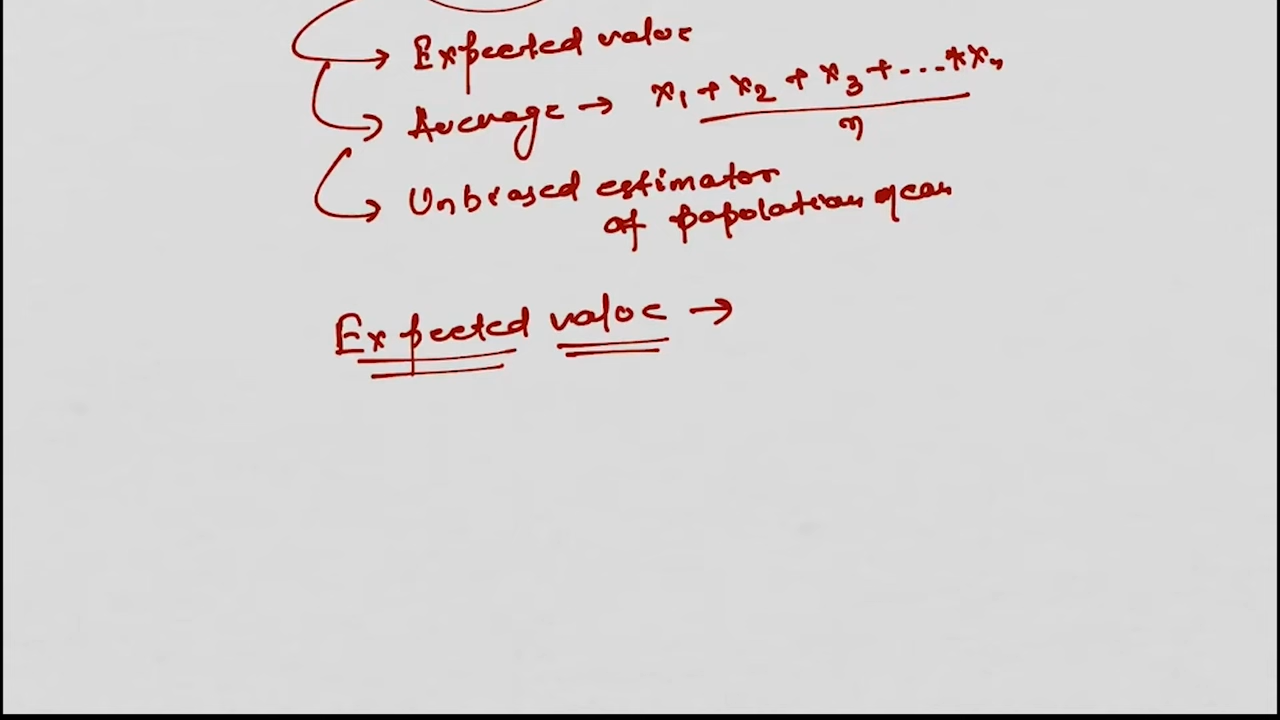 Expected value
Average → x₁ + x₂ + x₃ + ... + xₙ
n
Unbiased estimator
of population mean
Expected value →